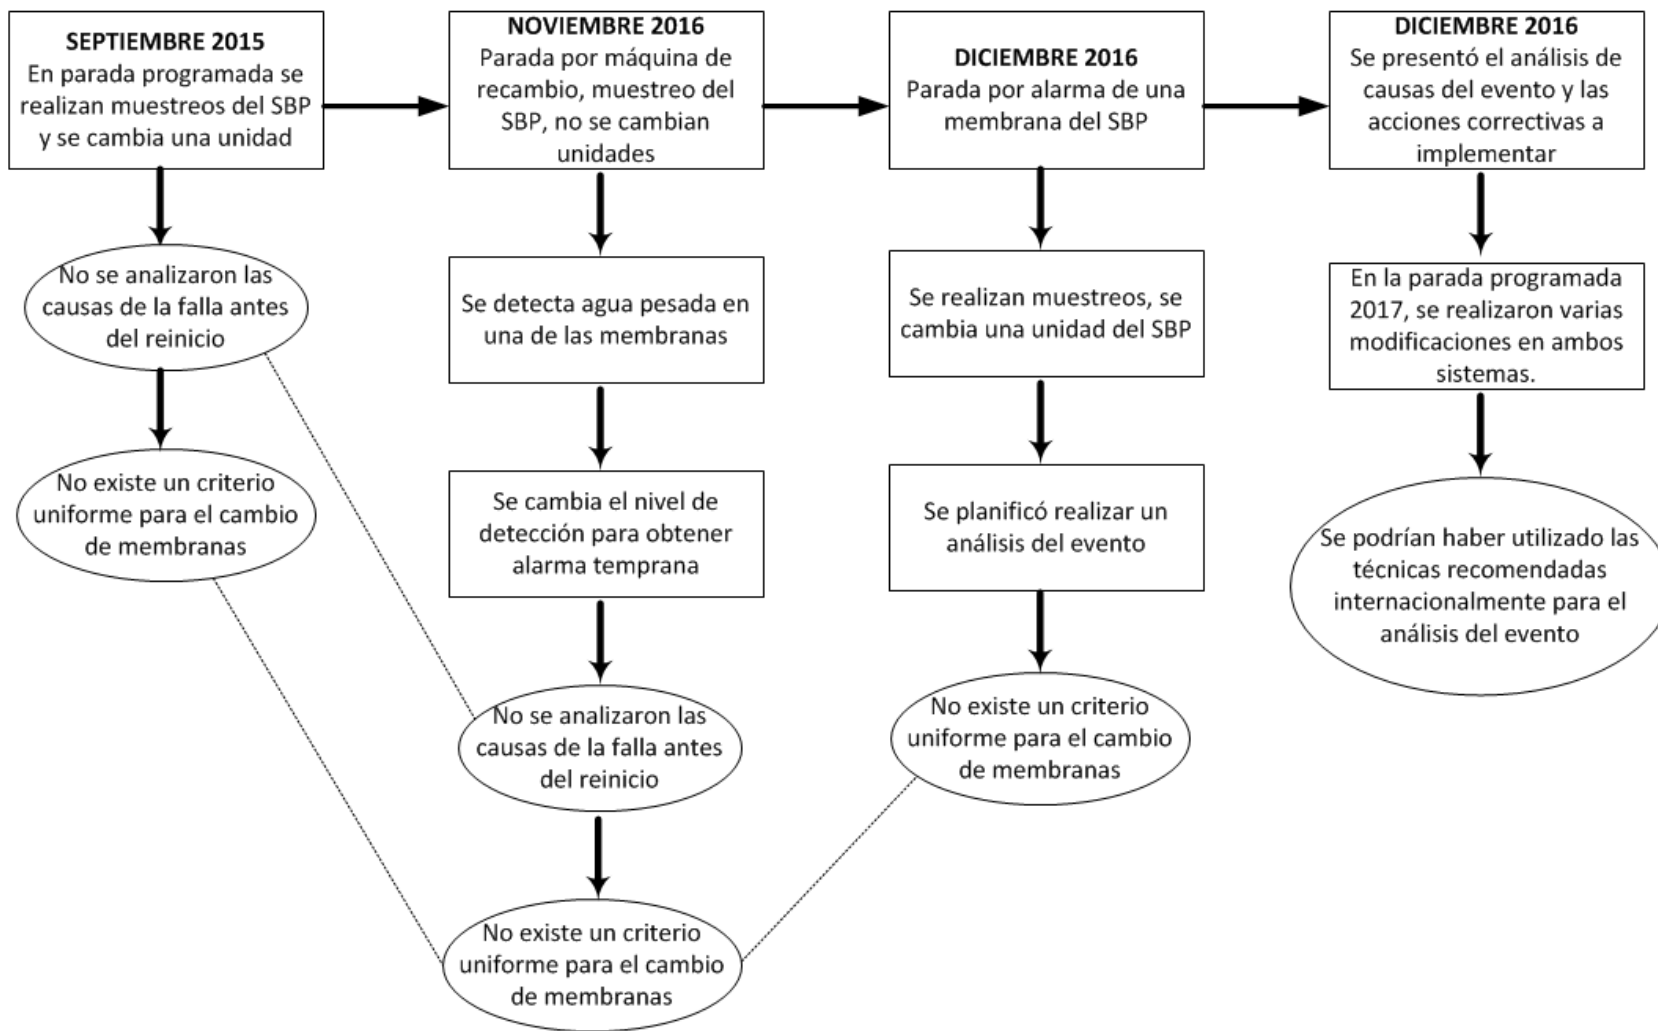 SEPTIEMBRE 2015
En parada programada se
realizan muestreos del SBP
y se cambia una unidad
NOVIEMBRE 2016
Parada por máquina de
recambio, muestreo del
SBP, no se cambian
unidades
DICIEMBRE 2016
Parada por alarma de una
membrana del SBP
DICIEMBRE 2016
Se presentó el análisis de
causas del evento y las
acciones correctivas a
implementar
No se analizaron las
causas de la falla antes
del reinicio
No existe un criterio
uniforme para el cambio
de membranas
Se detecta agua pesada en
una de las membranas
Se cambia el nivel de
detección para obtener
alarma temprana
No se analizaron las
causas de la falla antes
del reinicio
No existe un criterio
uniforme para el cambio
de membranas
Se realizan muestreos, se
cambia una unidad del SBP
Se planificó realizar un
análisis del evento
No existe un criterio
uniforme para el cambio
de membranas
En la parada programada
2017, se realizaron varias
modificaciones en ambos
sistemas.
Se podrían haber utilizado las
técnicas recomendadas
internacionalmente para el
análisis del evento